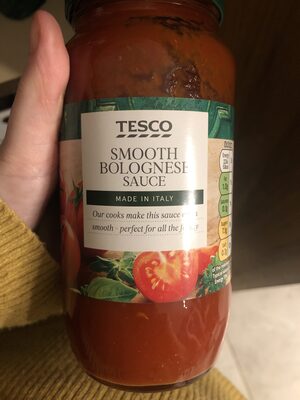 TESCO
SMOOTH
BOLOGNESE
SAUCE
MADE IN ITALY
Our cooks make this sauce
smooth - perfect for all the